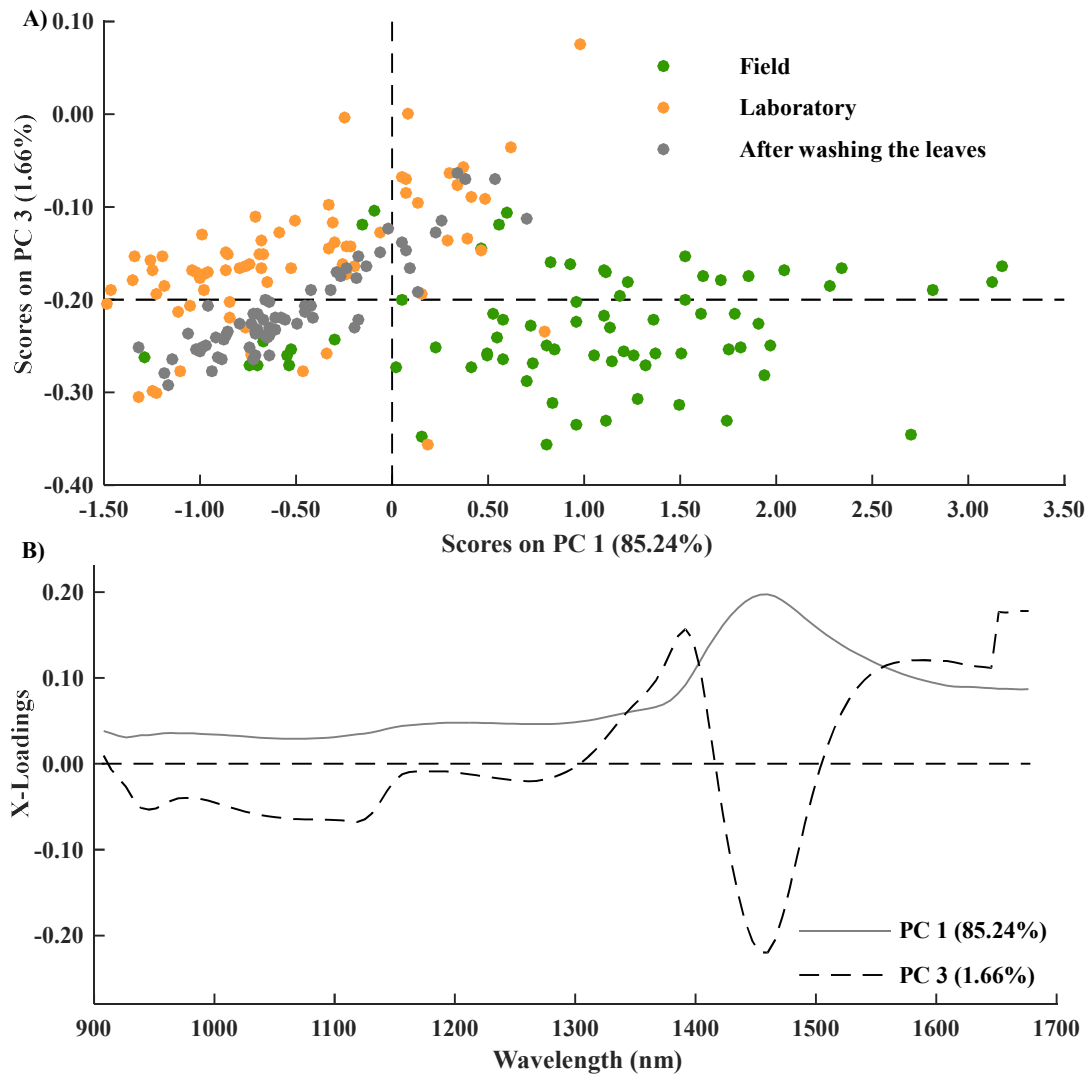 A)
0.10
0.00
-0.10
-0.20
-0.30
-0.40
Scores on PC 3 (1.66%)
Field
Laboratory
After washing the leaves
-1.50
-1.00
-0.50
0
0.50
1.00
1.50
2.00
2.50
3.00
3.50
Scores on PC 1 (85.24%)
B)
0.20
0.10
0.00
-0.10
-0.20
X-Loadings
PC 1 (85.24%)
PC 3 (1.66%)
900
1000
1100
1200
1300
1400
1500
1600
1700
Wavelength (nm)